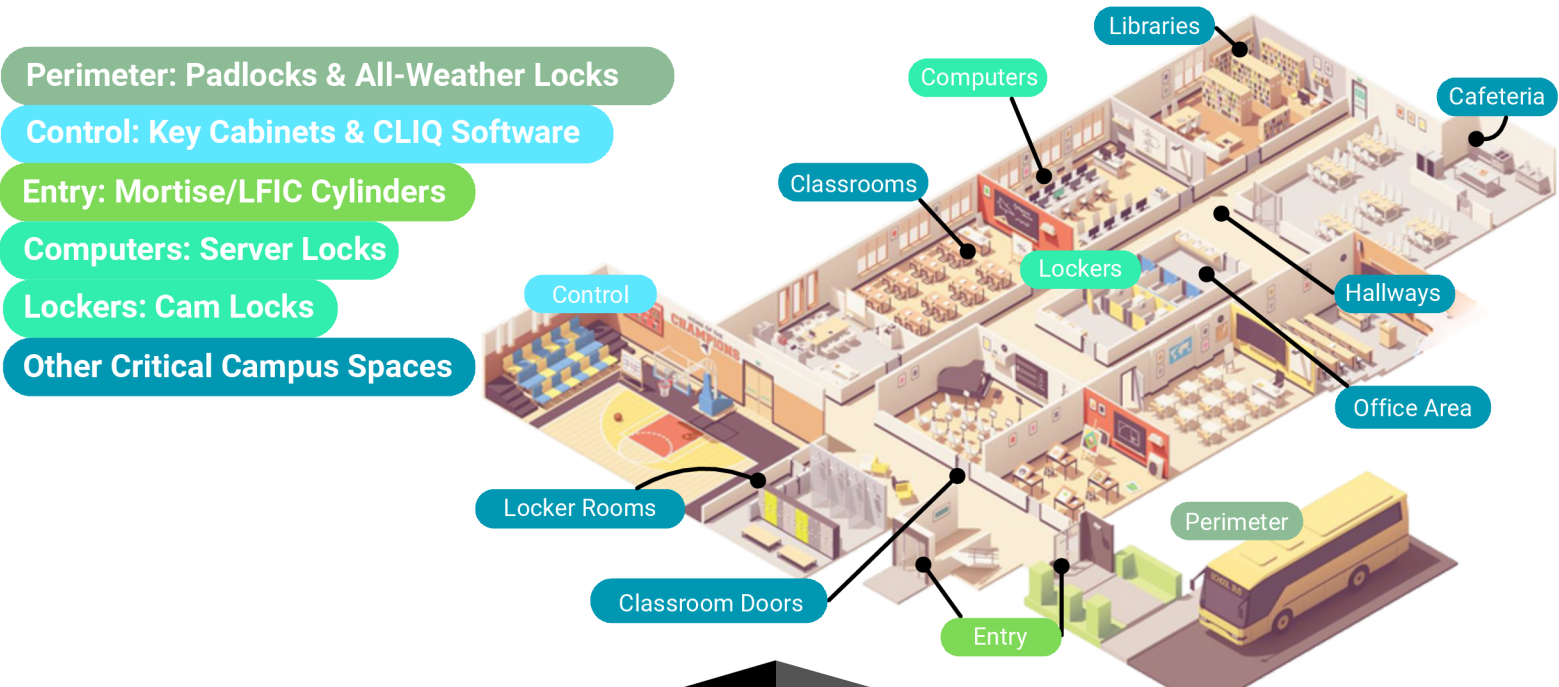 Perimeter: Padlocks & All-Weather Locks
Control: Key Cabinets & CLIQ Software
Entry: Mortise/LFIC Cylinders
Computers: Server Locks
Lockers: Cam Locks
Other Critical Campus Spaces
Libraries
Computers
Cafeteria
Classrooms
Lockers
Control
Hallways
CHAMPIONS
Office Area
Locker Rooms
Perimeter
Classroom Doors
Entry